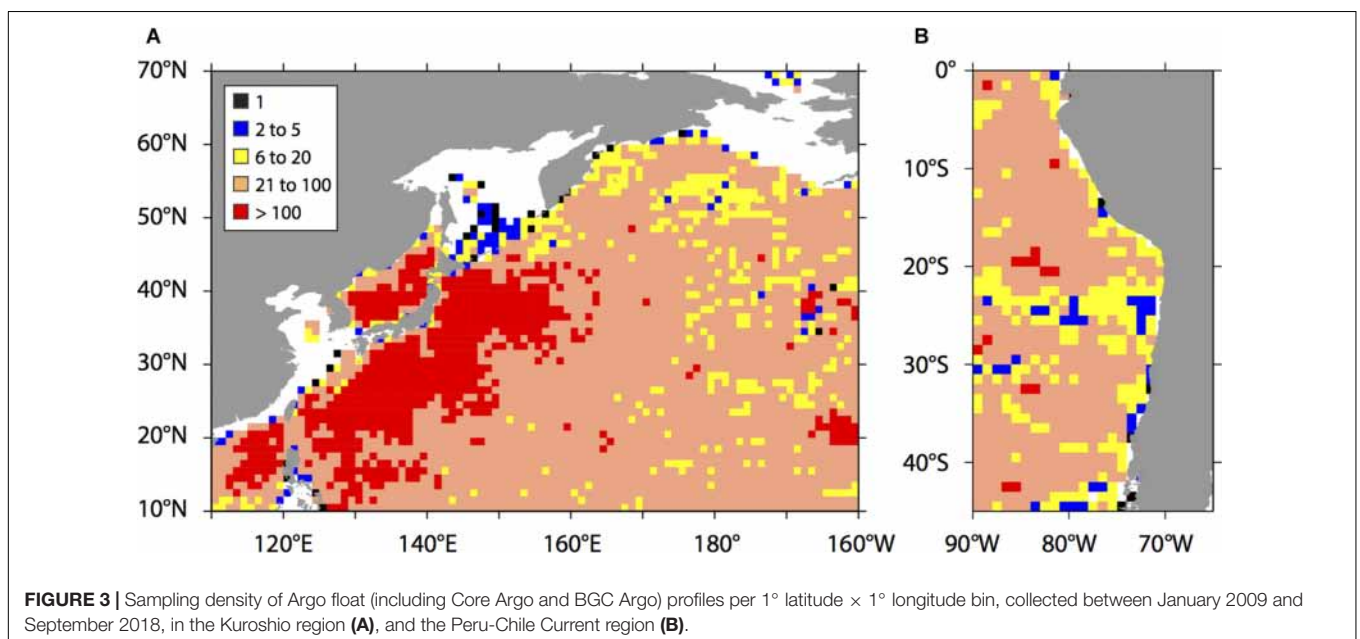 A
B
70°N
60°N
50°N
40°N
30°N
20°N
10°N
1
2 to 5
6 to 20
21 to 100
> 100
120°E
140°E
160°E
180°
160°W
0°
10°S
20°S
30°S
40°S
90°W
80°W
70°W
FIGURE 3 | Sampling density of Argo float (including Core Argo and BGC Argo) profiles per 1° latitude × 1° longitude bin, collected between January 2009 and
September 2018, in the Kuroshio region (A), and the Peru-Chile Current region (B).